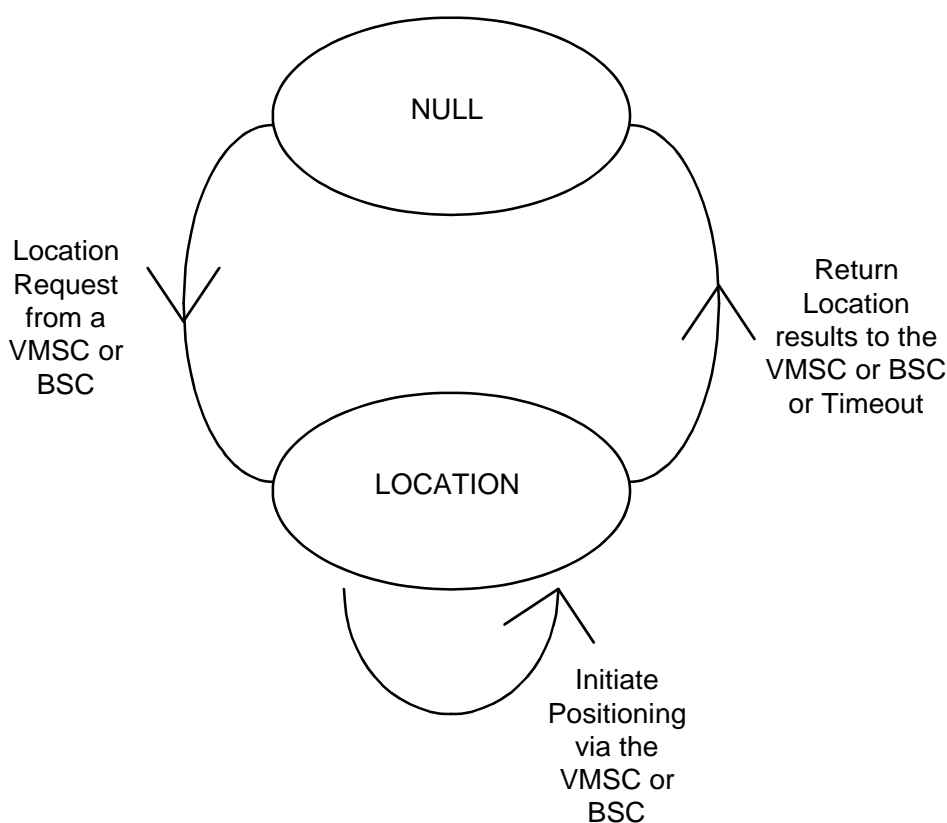 NULL
Location
Request
from a
VMSC or
BSC
Return
Location
results to the
VMSC or BSC
or Timeout
LOCATION
Initiate
Positioning
via the
VMSC or
BSC